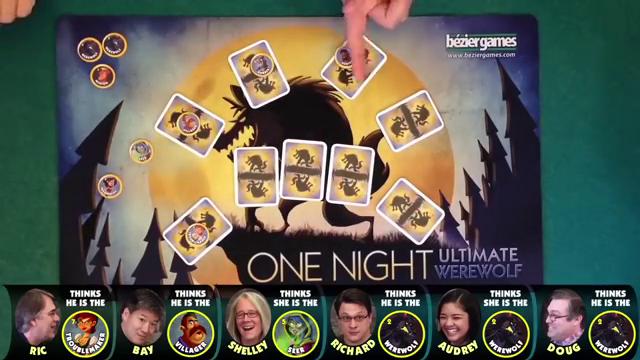 béziergames
www.beziergames.com
ONE NIGHT
ULTIMATE
WEREWOLF
THINKS
HE IS THE
TROUBLEMAKER
RIC
THINKS
HE IS THE
VILLAGER
BAY
THINKS
SHE IS THE
SEER
SHELLEY
THINKS
HE IS THE
WEREWOLF
RICHARD
THINKS
SHE IS THE
WEREWOLF
AUDREY
THINKS
HE IS THE
WEREWOLF
DOUG